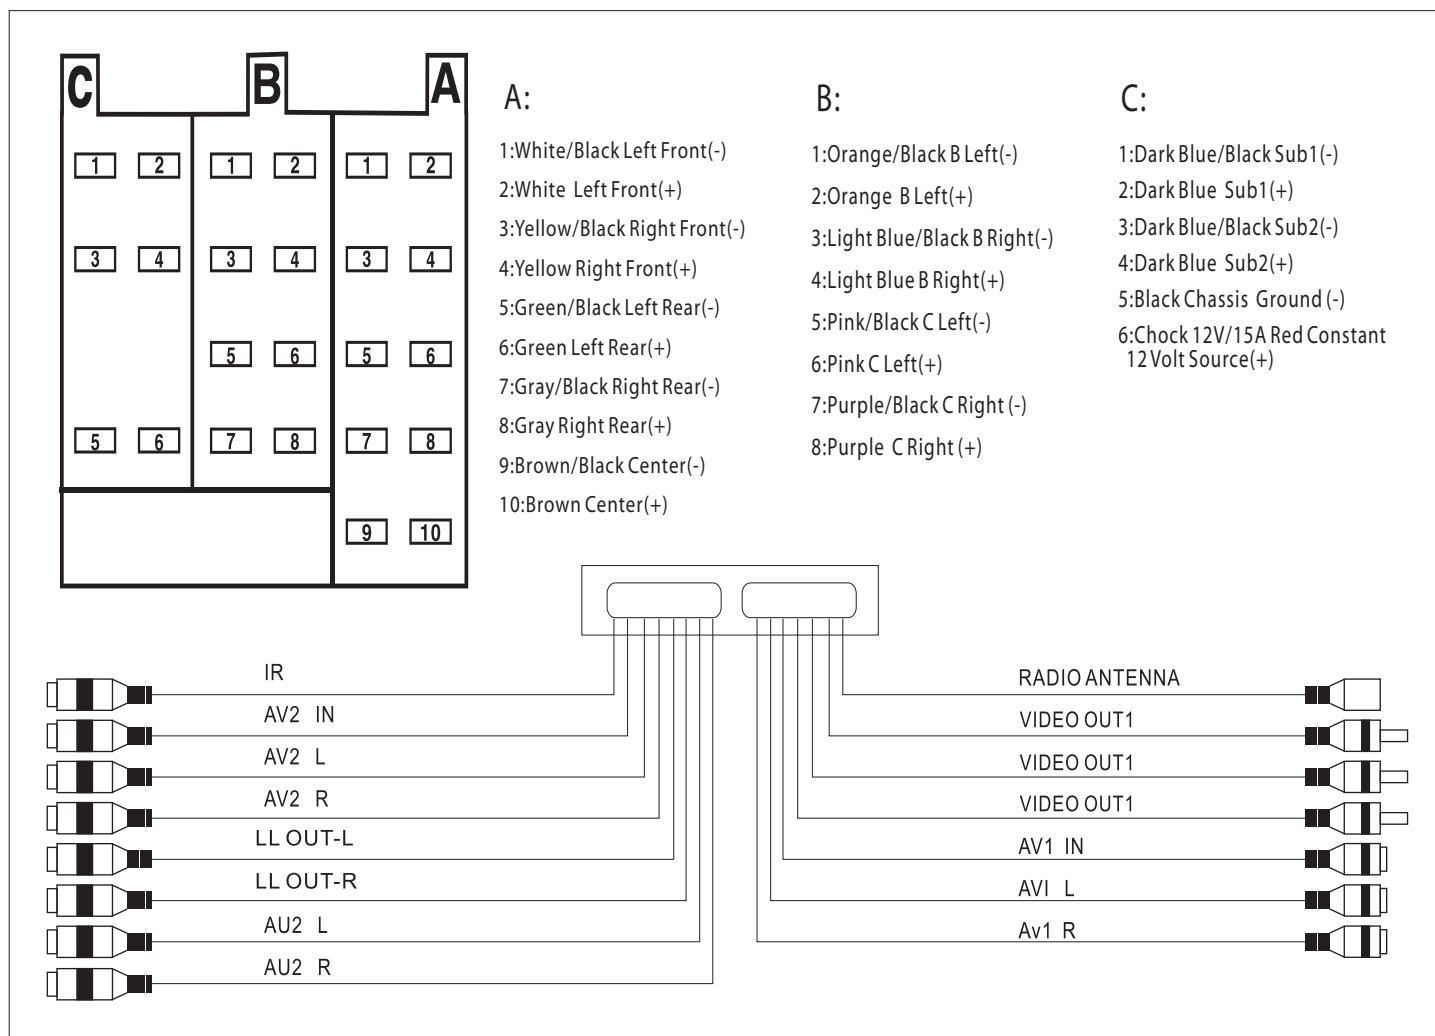 C B A
1 2 1 2 1 2
3 4 3 4 3 4
5 6 5 6
5 6 7 8 7 8
9 10
A:
1:White/Black Left Front(-)
2:White Left Front(+)
3:Yellow/Black Right Front(-)
4:Yellow Right Front(+)
5:Green/Black Left Rear(-)
6:Green Left Rear(+)
7:Gray/Black Right Rear(-)
8:Gray Right Rear(+)
9:Brown/Black Center(-)
10:Brown Center(+)
B:
1:Orange/Black B Left(-)
2:Orange B Left(+)
3:Light Blue/Black B Right(-)
4:Light Blue B Right(+)
5:Pink/Black C Left(-)
6:Pink C Left(+)
7:Purple/Black C Right (-)
8:Purple C Right (+)
C:
1:Dark Blue/Black Sub1(-)
2:Dark Blue Sub1(+)
3:Dark Blue/Black Sub2(-)
4:Dark Blue Sub2(+)
5:Black Chassis Ground (-)
6:Chock 12V/15A Red Constant
12 Volt Source(+)
IR
AV2 IN
AV2 L
AV2 R
LL OUT-L
LL OUT-R
AU2 L
AU2 R
RADIO ANTENNA
VIDEO OUT1
VIDEO OUT1
VIDEO OUT1
AV1 IN
AVI L
Av1 R